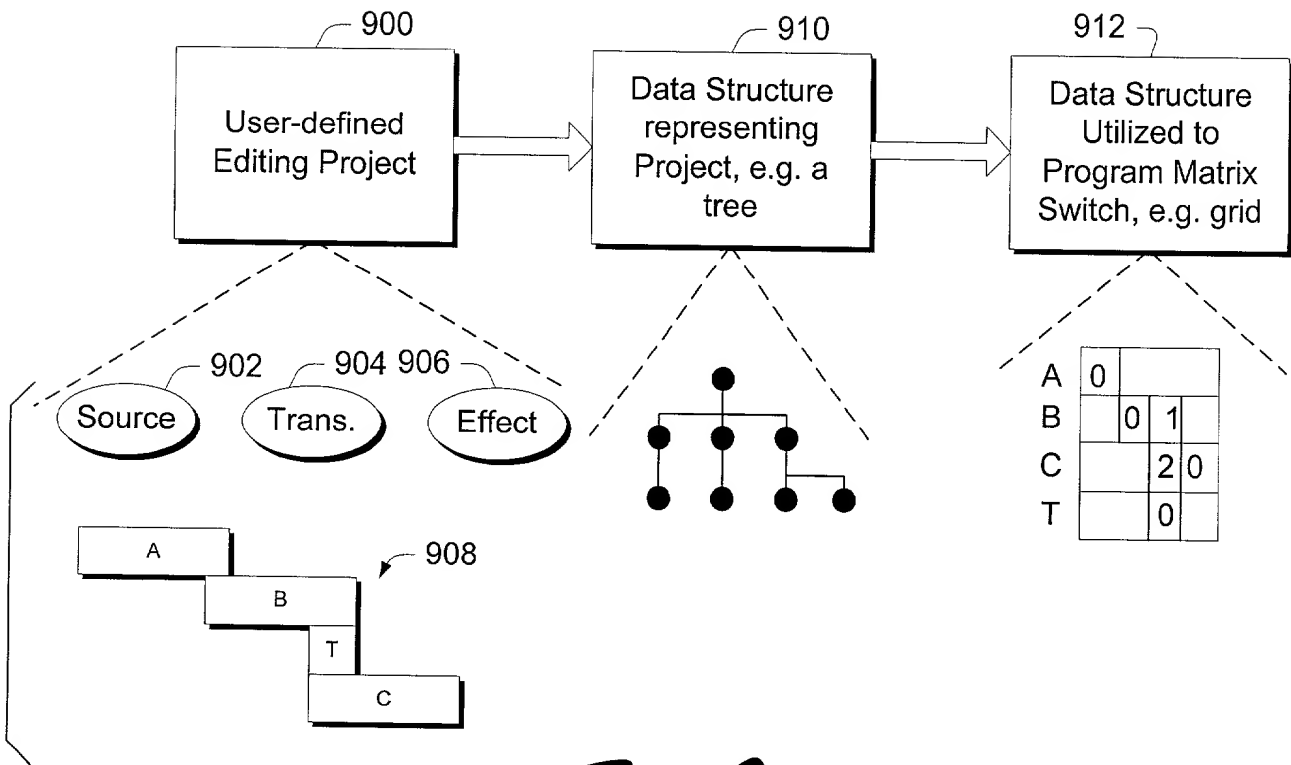 900
910
912
User-defined
Editing Project
Data Structure
representing
Project, e.g. a
tree
Data Structure
Utilized to
Program Matrix
Switch, e.g. grid
902
904
906
Source
Trans.
Effect
A
B
T
C
908
A 0
B 0 1
C 2 0
T 0